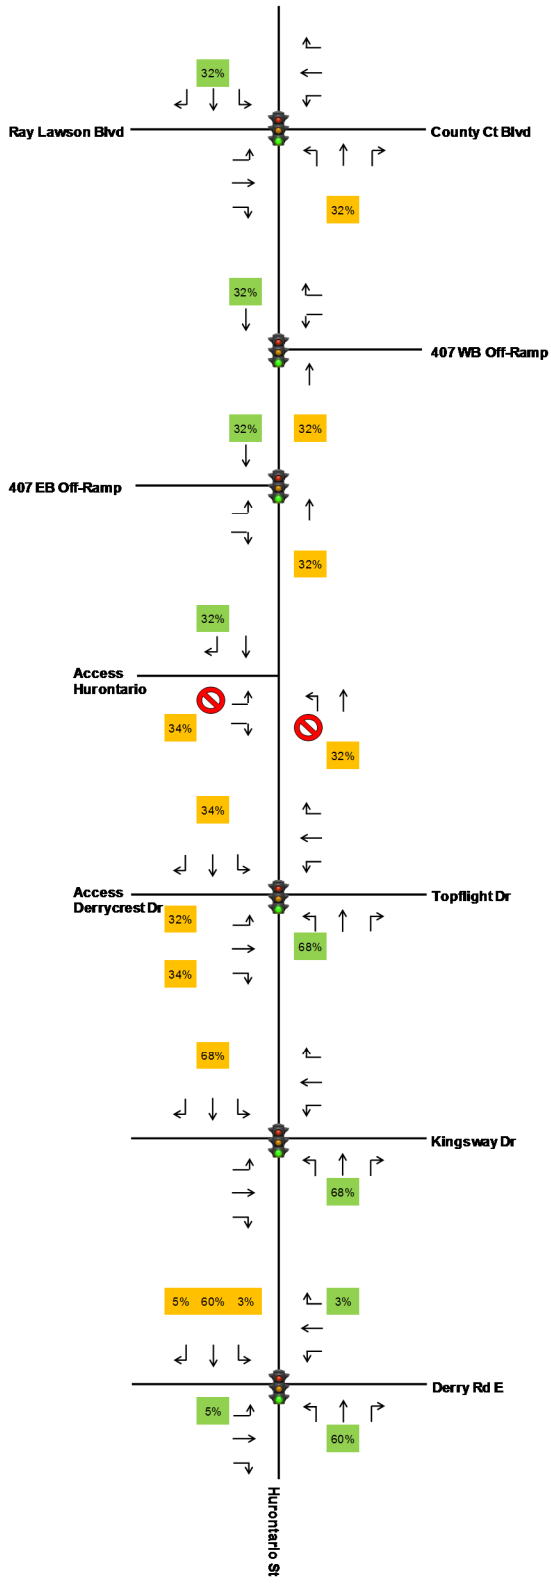 32%
Ray Lawson Blvd
County Ct Blvd
32%
32%
407 WB Off-Ramp
32%
32%
407 EB Off-Ramp
32%
32%
Access
Hurontario
34%
32%
34%
Access
Derrycrest Dr
Topflight Dr
32%
68%
34%
68%
Kingsway Dr
68%
5% 60% 3%
3%
Derry Rd E
5%
60%
Hurontario St